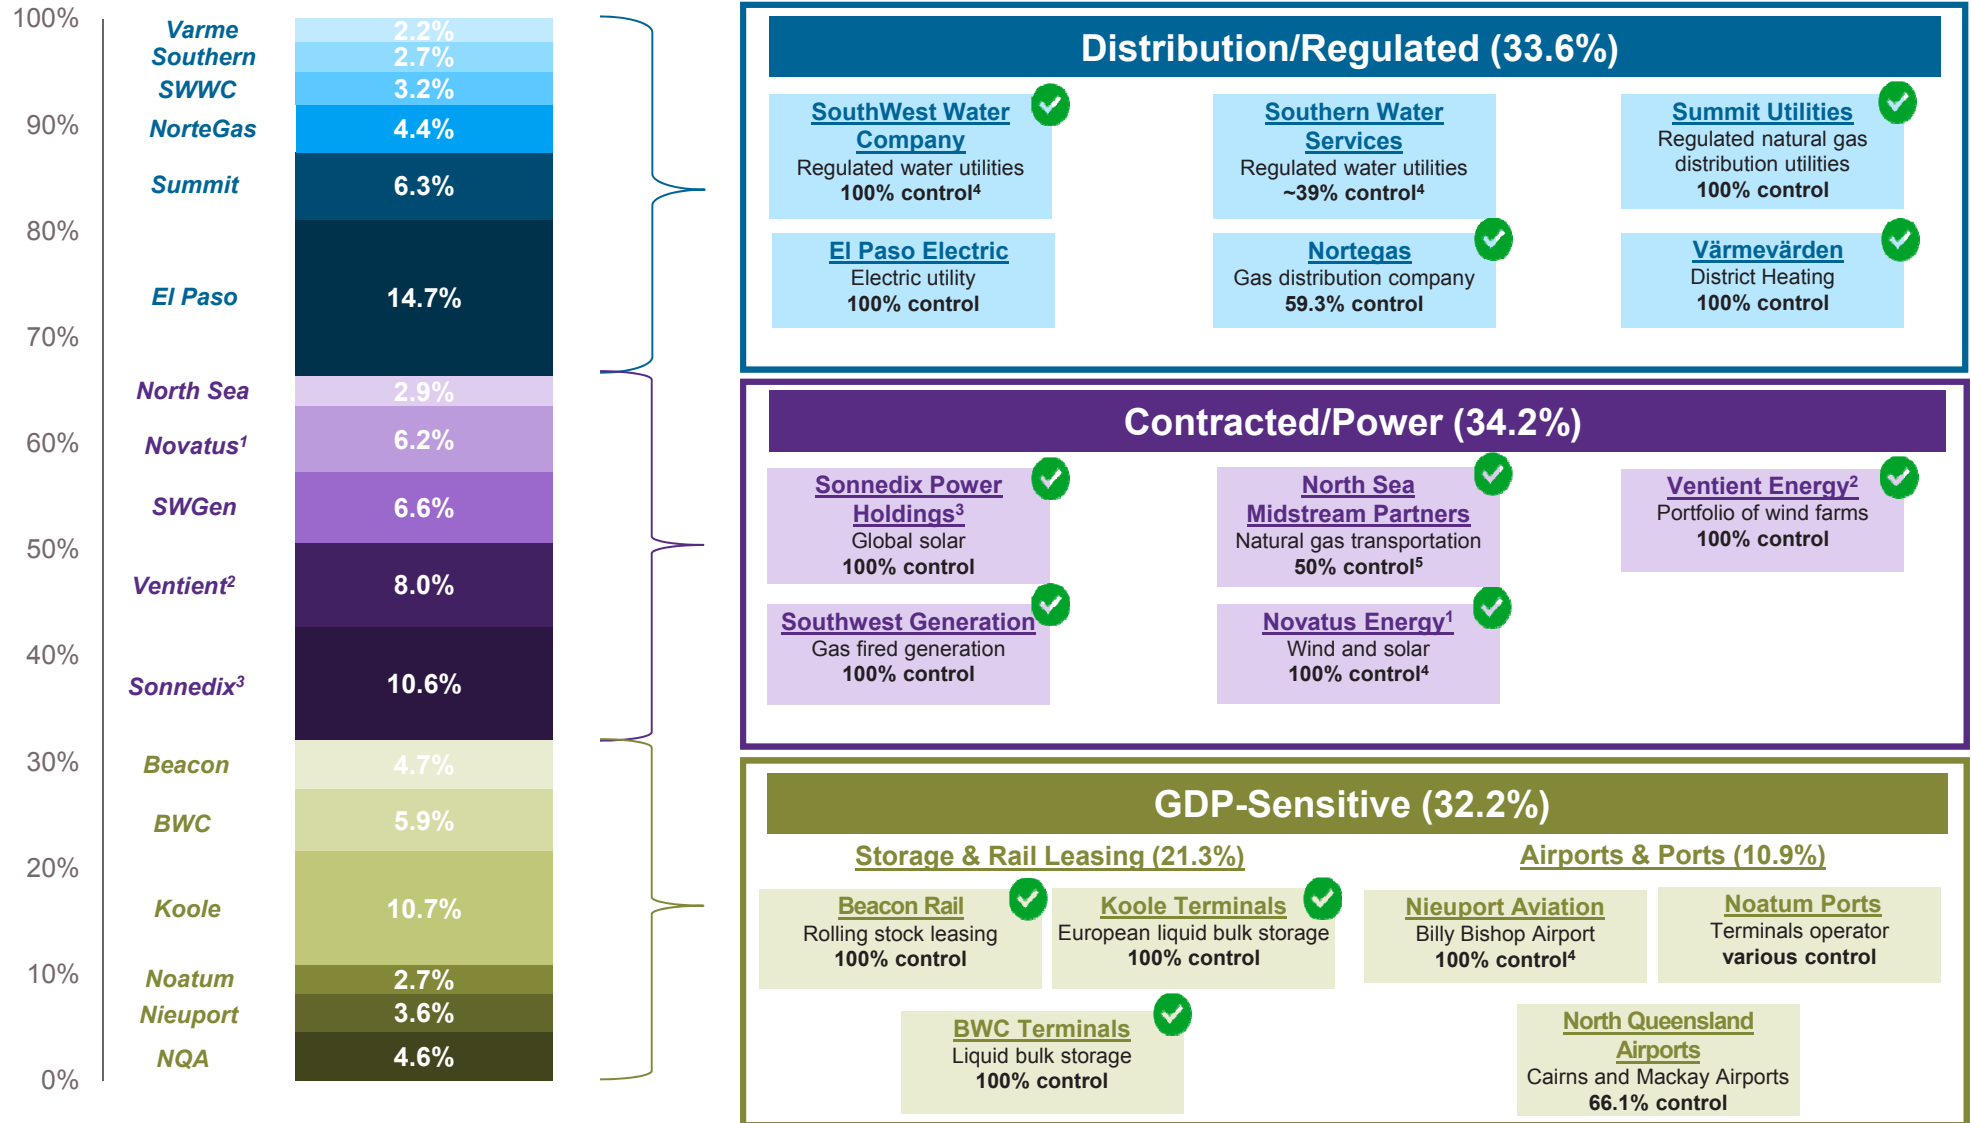 100%
90%
80%
70%
60%
50%
40%
30%
20%
10%
0%
Varme 2.2%
Southern 2.7%
SWWC 3.2%
NorteGas 4.4%
Summit 6.3%
El Paso 14.7%
North Sea 2.9%
Novatus¹ 6.2%
SWGen 6.6%
Ventient² 8.0%
Sonnedix³ 10.6%
Beacon 4.7%
BWC 5.9%
Koole 10.7%
Noatum 2.7%
Nieuport 3.6%
NQA 4.6%
Distribution/Regulated (33.6%)
SouthWest Water
Company
Regulated water utilities
100% control⁴
Southern Water
Services
Regulated water utilities
~39% control⁴
Summit Utilities
Regulated natural gas
distribution utilities
100% control
El Paso Electric
Electric utility
100% control
Nortegas
Gas distribution company
59.3% control
Värmevärden
District Heating
100% control
Contracted/Power (34.2%)
Sonnedix Power
Holdings³
Global solar
100% control
North Sea
Midstream Partners
Natural gas transportation
50% control⁵
Ventient Energy²
Portfolio of wind farms
100% control
Southwest Generation
Gas fired generation
100% control
Novatus Energy¹
Wind and solar
100% control⁴
GDP-Sensitive (32.2%)
Storage & Rail Leasing (21.3%)
Beacon Rail
Rolling stock leasing
100% control
Koole Terminals
European liquid bulk storage
100% control
BWC Terminals
Liquid bulk storage
100% control
Airports & Ports (10.9%)
Nieuport Aviation
Billy Bishop Airport
100% control⁴
Noatum Ports
Terminals operator
various control
North Queensland
Airports
Cairns and Mackay Airports
66.1% control